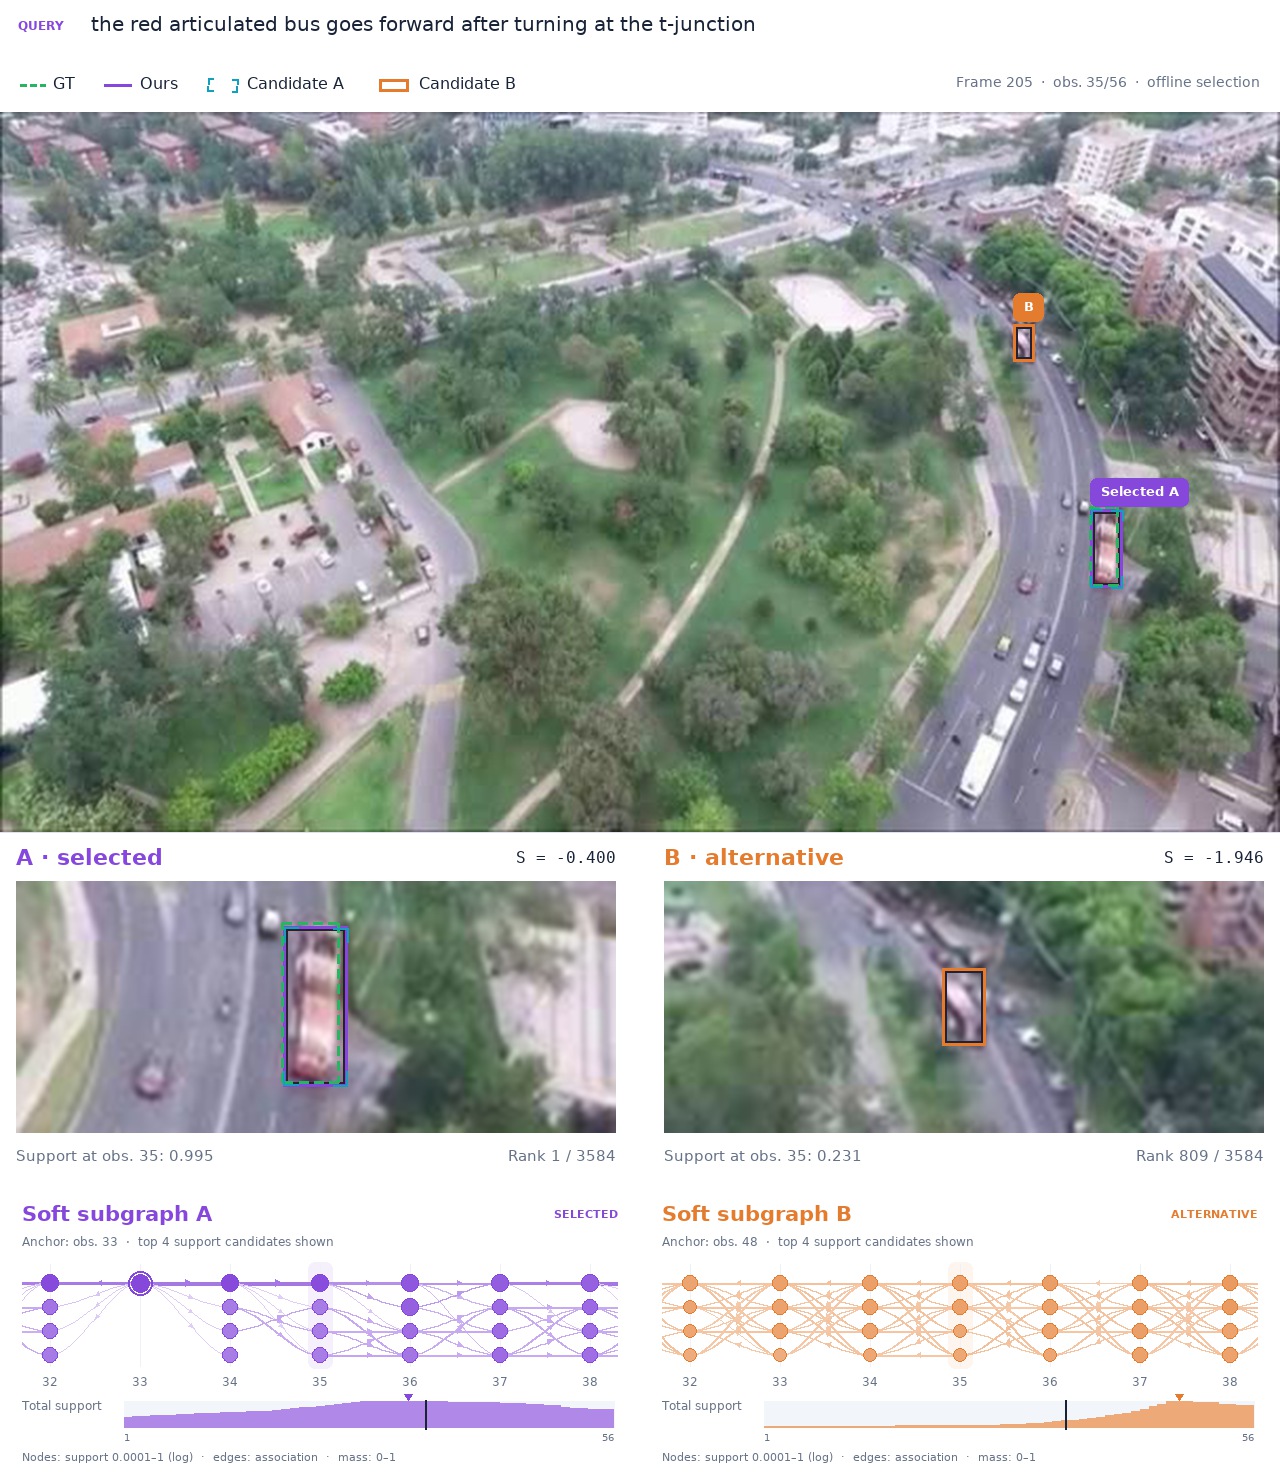 QUERY the red articulated bus goes forward after turning at the t-junction
GT Ours Candidate A Candidate B Frame 205 · obs. 35/56 · offline selection
B
Selected A
A · selected S = -0.400
B · alternative S = -1.946
Support at obs. 35: 0.995 Rank 1 / 3584
Support at obs. 35: 0.231 Rank 809 / 3584
Soft subgraph A SELECTED
Anchor: obs. 33 · top 4 support candidates shown
32 33 34 35 36 37 38
Total support
1 56
Nodes: support 0.0001–1 (log) · edges: association · mass: 0–1
Soft subgraph B ALTERNATIVE
Anchor: obs. 48 · top 4 support candidates shown
32 33 34 35 36 37 38
Total support
1 56
Nodes: support 0.0001–1 (log) · edges: association · mass: 0–1